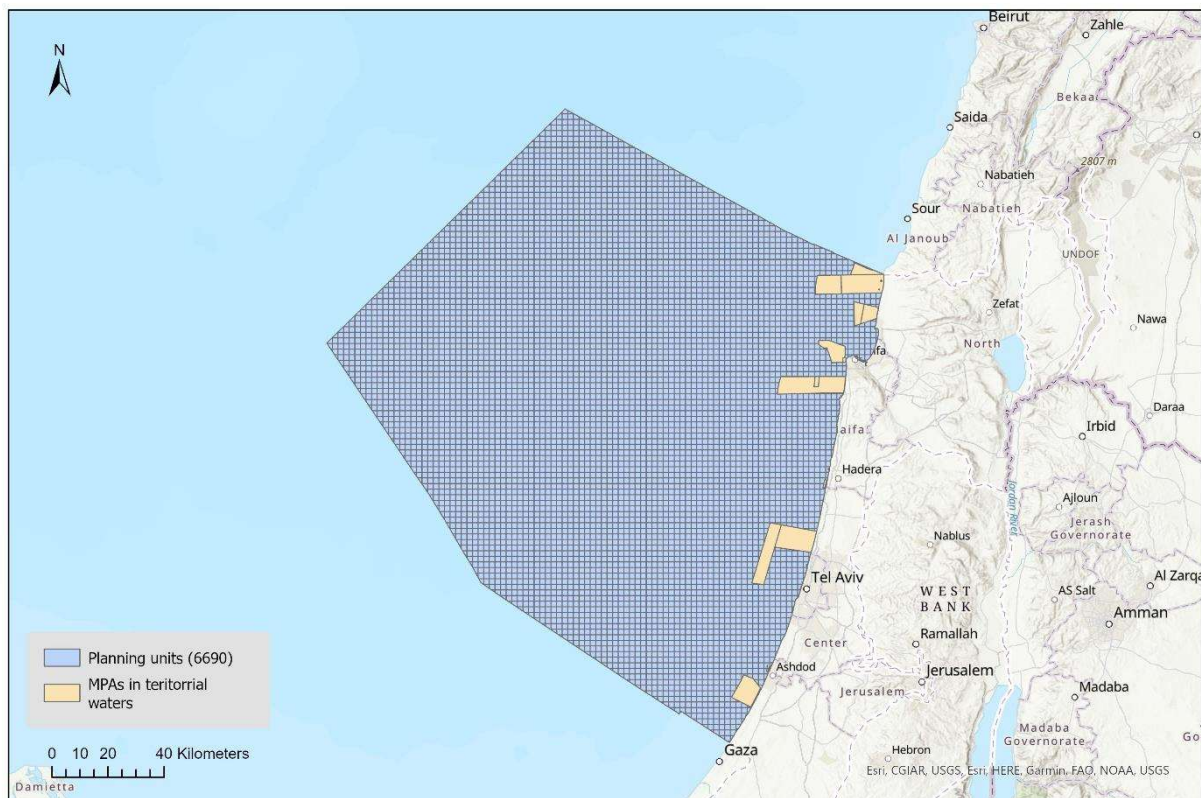 Beirut
Zahle
N
Bekaa
Saida
2807 m
Nabatieh
Nabatieh
Sour
Al Janoub
UNDOF
Zefat
Nawa
North
Daraa
Irbid
Hadera
Ajloun
Jordan River
Jerash
Governorate
Nablus
Tel Aviv
AS Salt
Al Zarqa
WEST
BANK
Amman
Ramallah
Center
Ashdod
Jerusalem
Jerusalem
Madaba
Madaba
Governorate
Planning units (6690)
MPAs in teritorrial
waters
0 10 20 40 Kilometers
Gaza
Hebron
Esri, CGIAR, USGS, Esri, HERE, Garmin, FAO, NOAA, USGS
Damietta